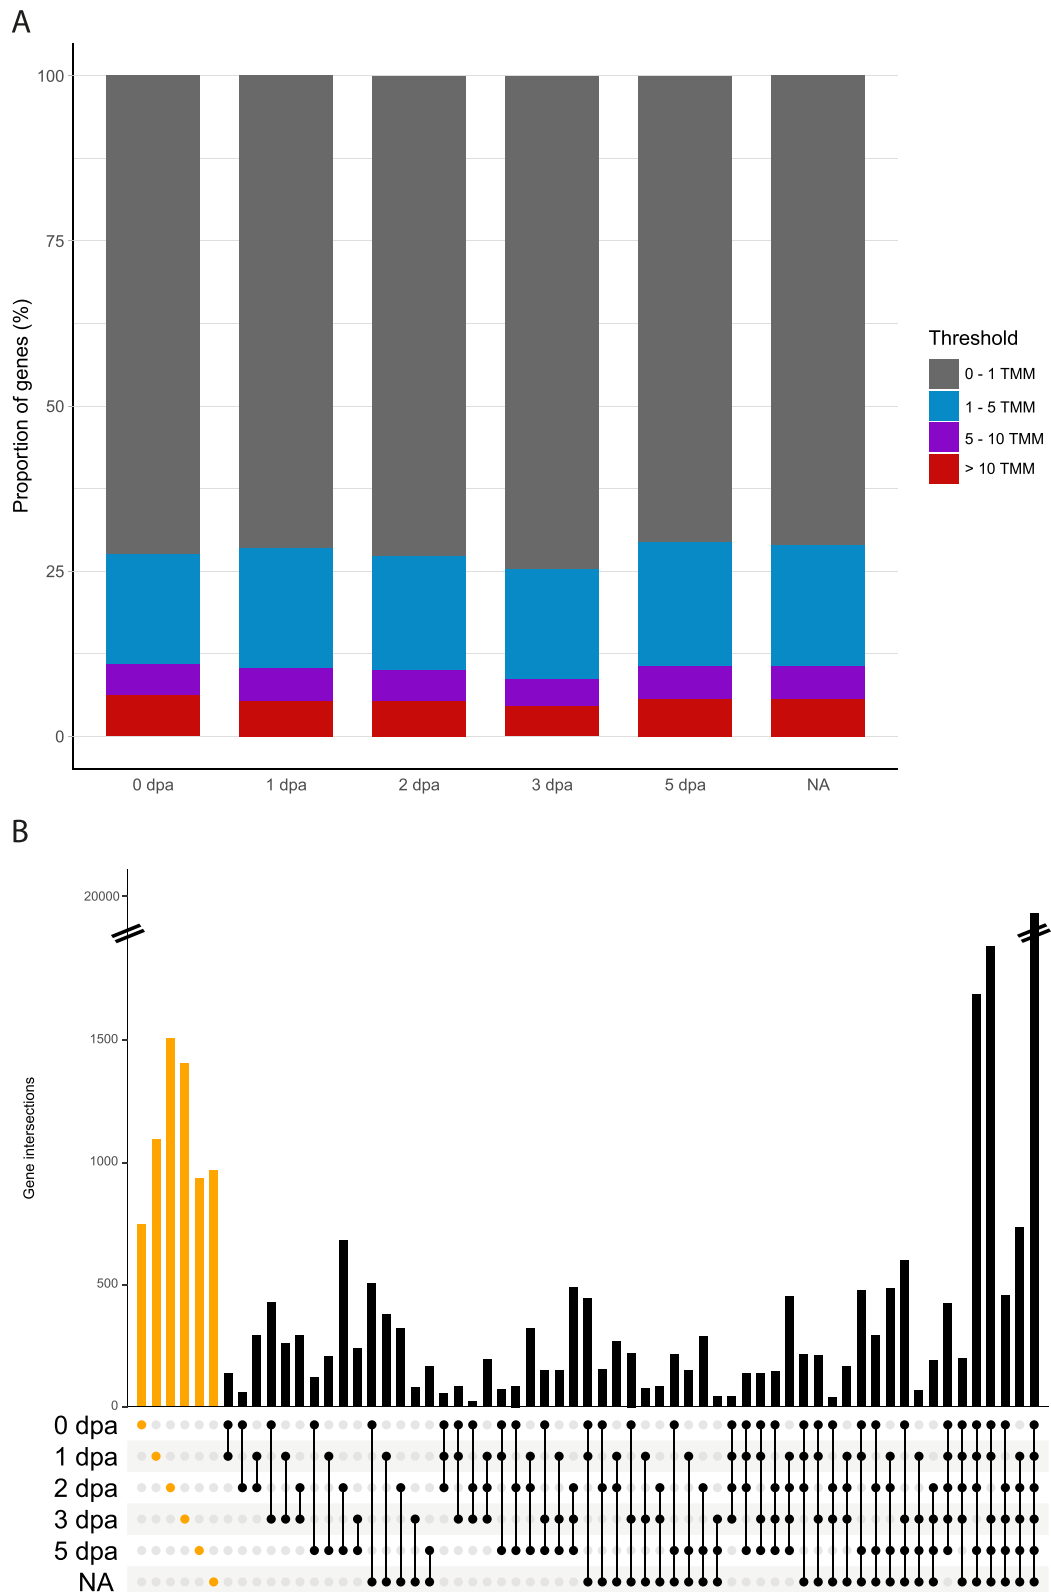 A
Proportion of genes (%)
100
75
50
25
0
0 dpa
1 dpa
2 dpa
3 dpa
5 dpa
NA
Threshold
0 - 1 TMM
1 - 5 TMM
5 - 10 TMM
> 10 TMM
B
Gene intersections
20000
1500
1000
500
0
0 dpa
1 dpa
2 dpa
3 dpa
5 dpa
NA